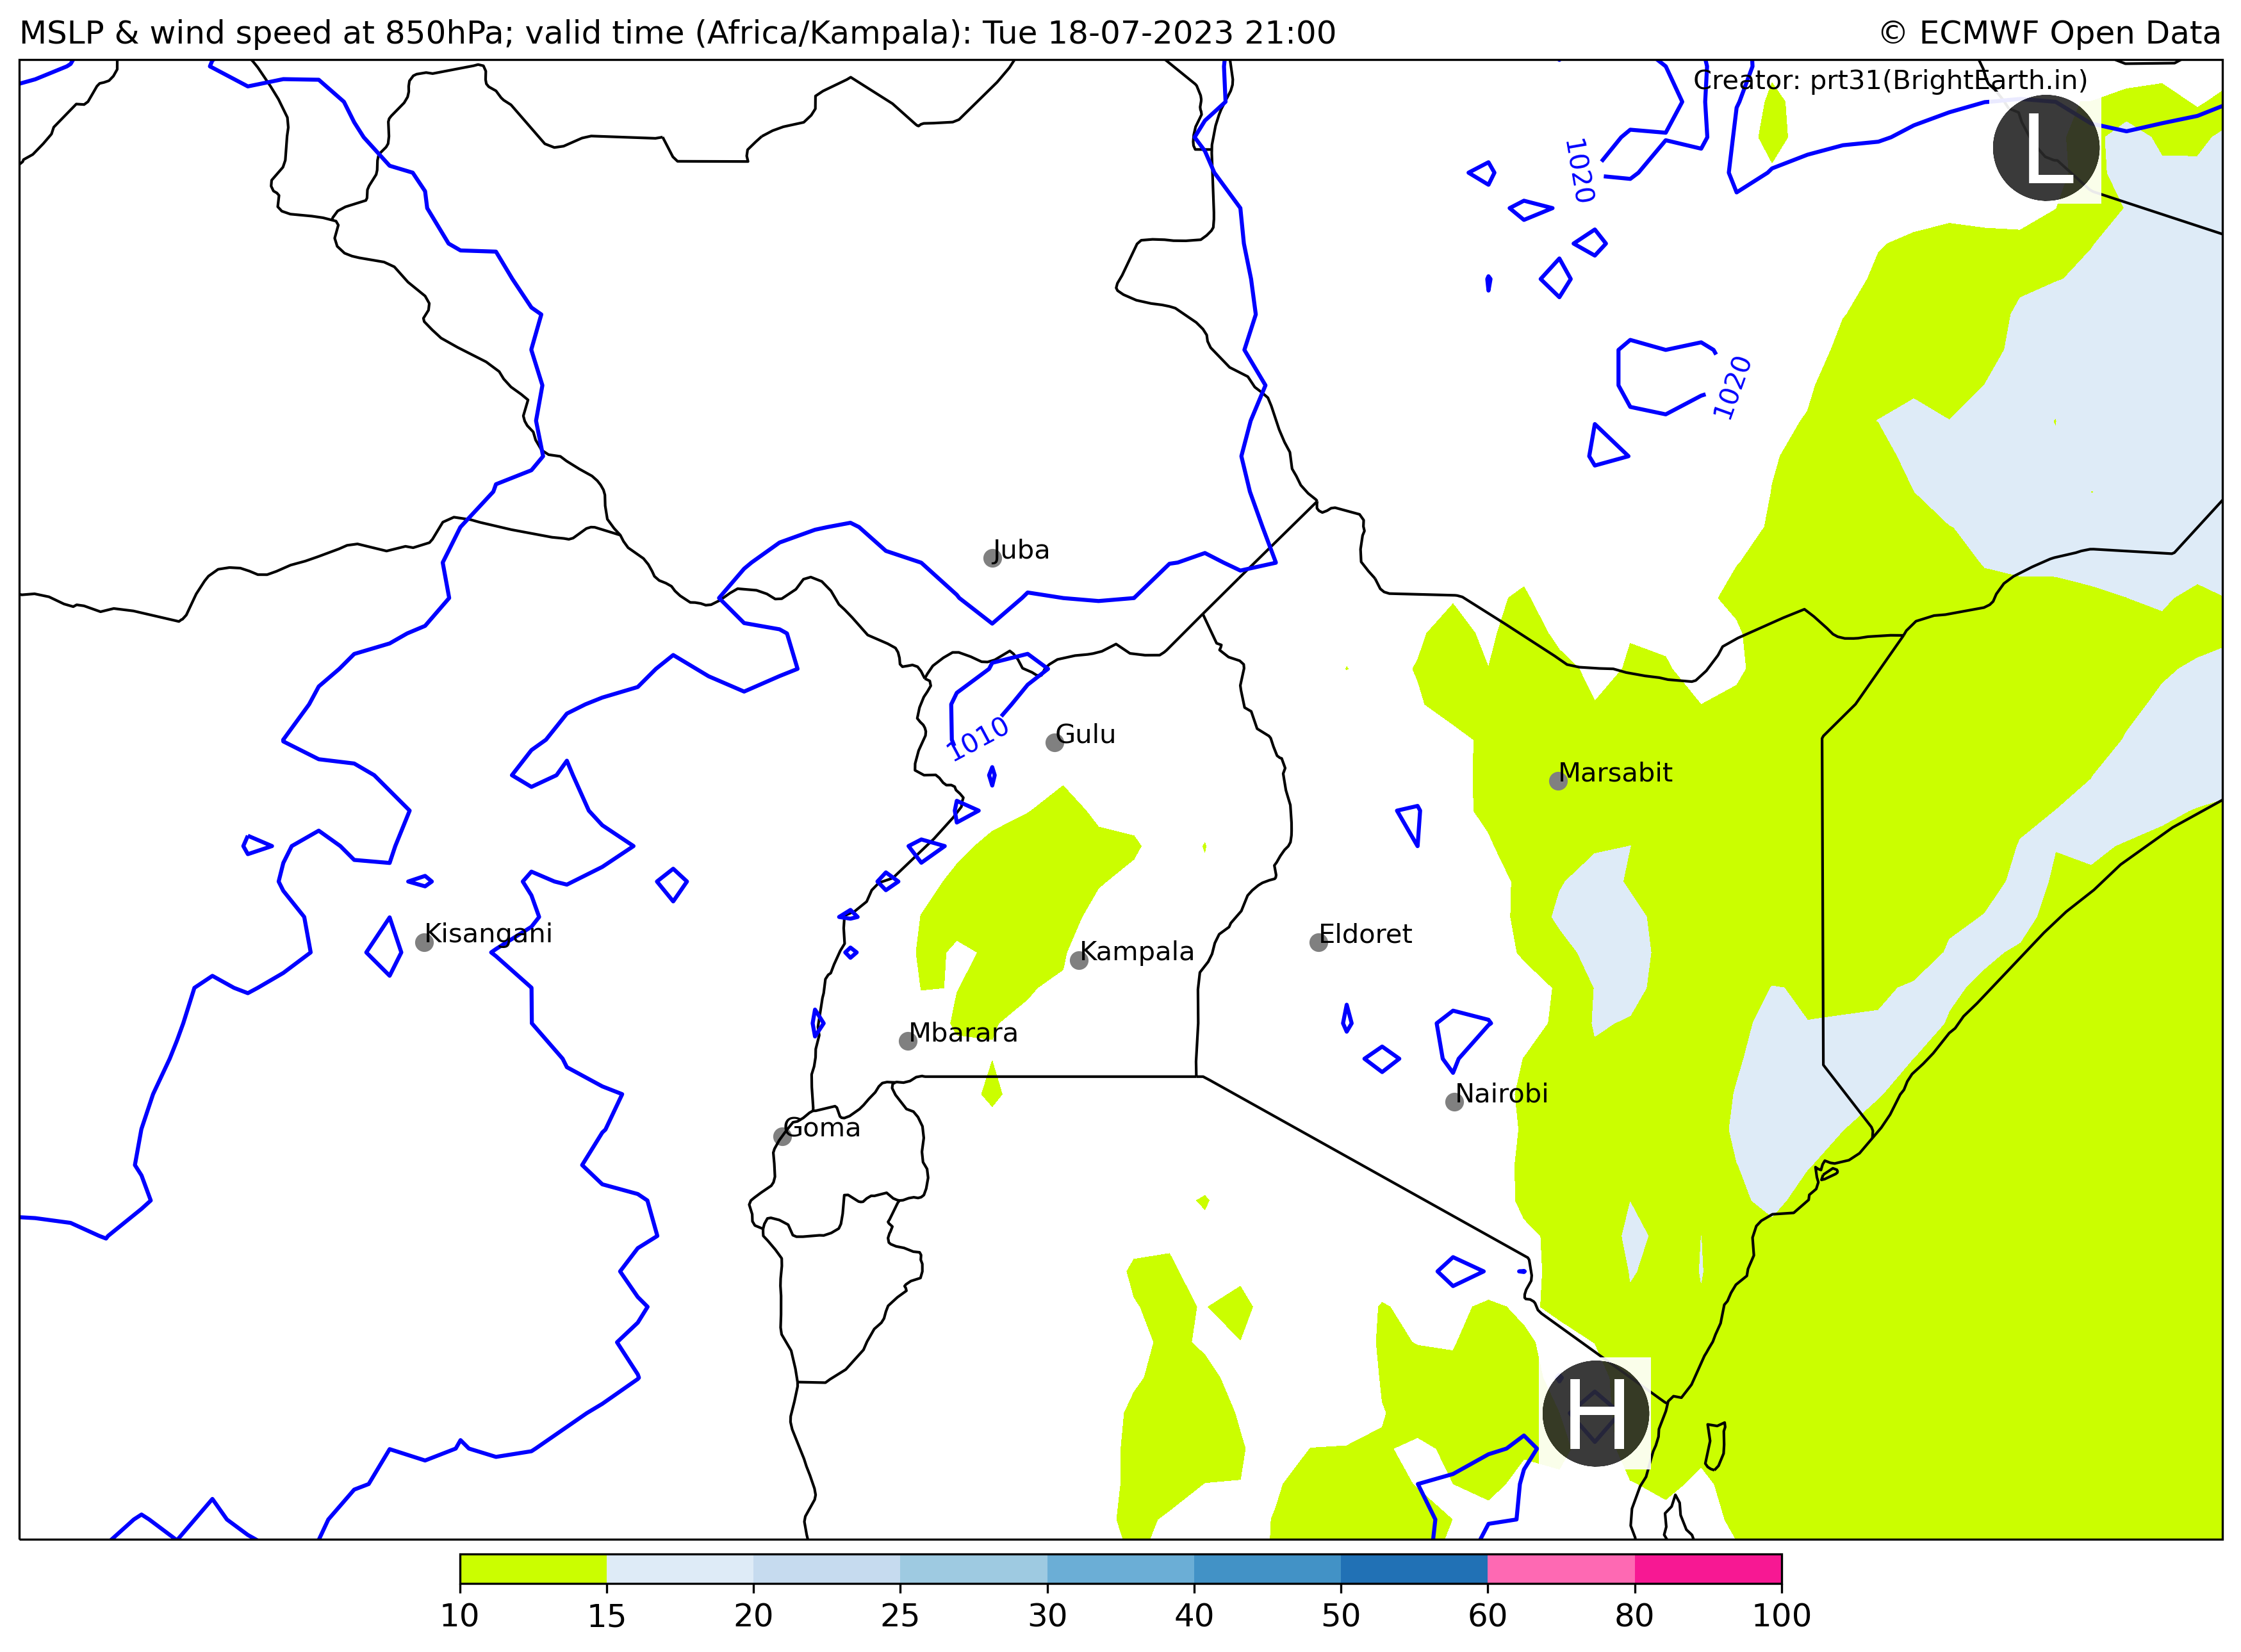 MSLP & wind speed at 850hPa; valid time (Africa/Kampala): Tue 18-07-2023 21:00
© ECMWF Open Data
Creator: prt31(BrightEarth.in)
L
1020
1020
Juba
1010
Gulu
Marsabit
Kisangani
Eldoret
Kampala
Mbarara
Nairobi
Goma
H
10 15 20 25 30 40 50 60 80 100